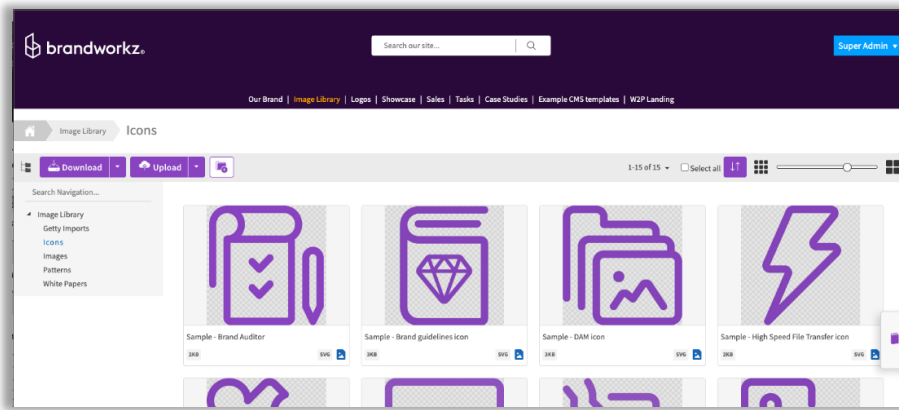 brandworkz®
Search our site...
Super Admin
Our Brand | Image Library | Logos | Showcase | Sales | Tasks | Case Studies | Example CMS templates | W2P Landing
Image Library
Icons
Download
Upload
1-15 of 15
Select all
Search Navigation...
Image Library
Getty Imports
Icons
Images
Patterns
White Papers
Sample - Brand Auditor
2KB SVG
Sample - Brand guidelines icon
2KB SVG
Sample - DAM icon
2KB SVG
Sample - High Speed File Transfer icon
2KB SVG